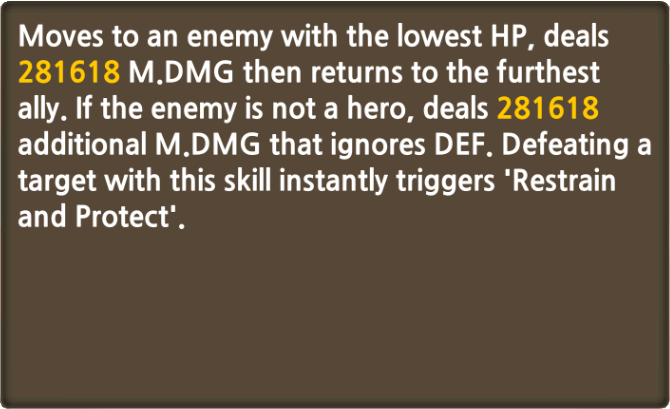 Moves to an enemy with the lowest HP, deals
281618 M.DMG then returns to the furthest
ally. If the enemy is not a hero, deals 281618
additional M.DMG that ignores DEF. Defeating a
target with this skill instantly triggers 'Restrain
and Protect'.